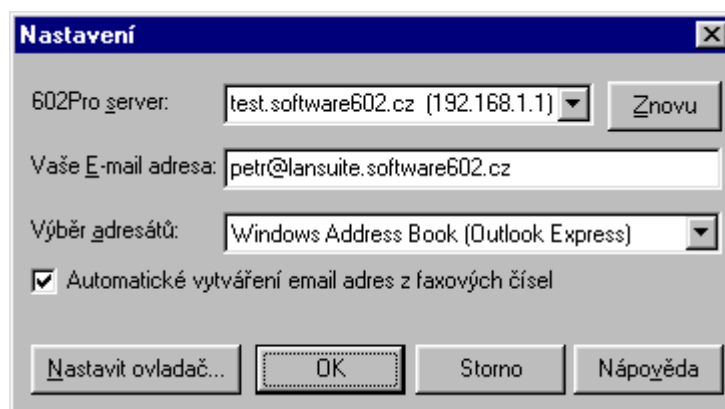 Nastavení
602Pro server: test.software602.cz (192.168.1.1) Znovu
Vaše E-mail adresa: petr@lansuite.software602.cz
Výběr adresátů: Windows Address Book (Outlook Express)
Automatické vytváření email adres z faxových čísel
Nastavit ovladač... OK Storno Nápověda